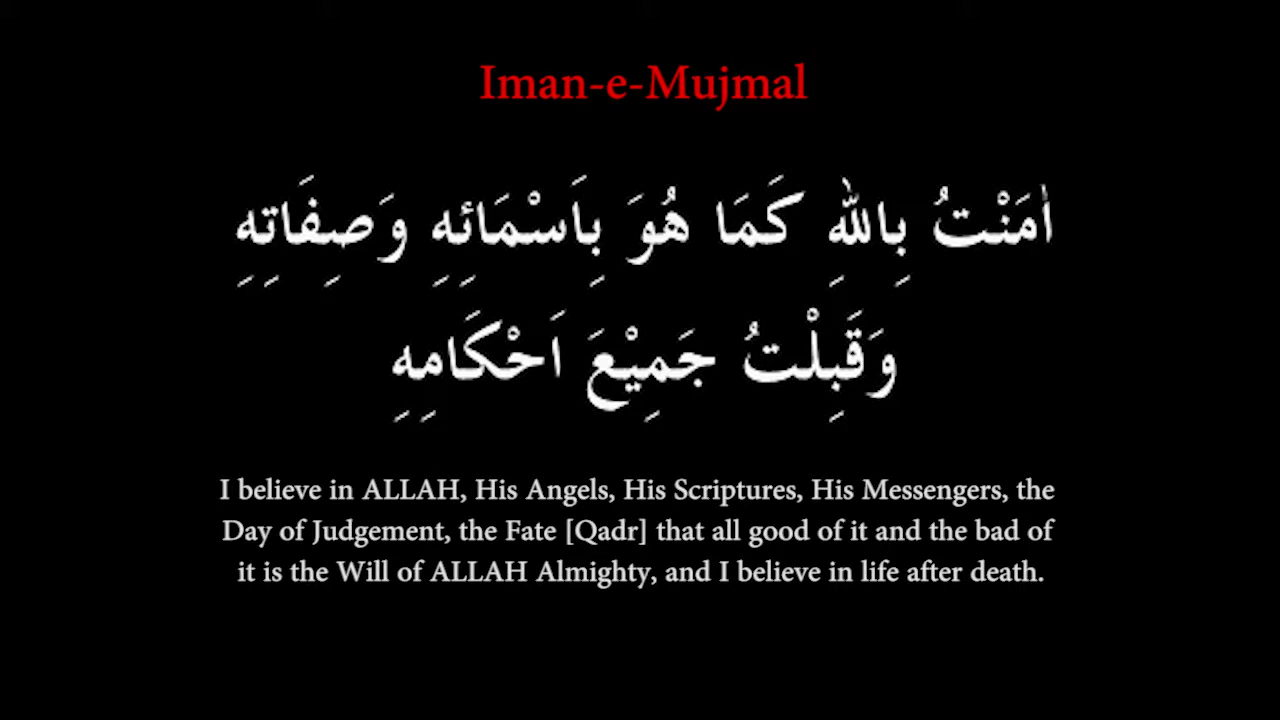 Iman-e-Mujmal
اٰمَنْتُ بِاللّٰهِ كَمَا هُوَ بِاَسْمَائِهِ وَصِفَاتِهِ
وَقَبِلْتُ جَمِيْعَ اَحْكَامِهِ
I believe in ALLAH, His Angels, His Scriptures, His Messengers, the
Day of Judgement, the Fate [Qadr] that all good of it and the bad of
it is the Will of ALLAH Almighty, and I believe in life after death.